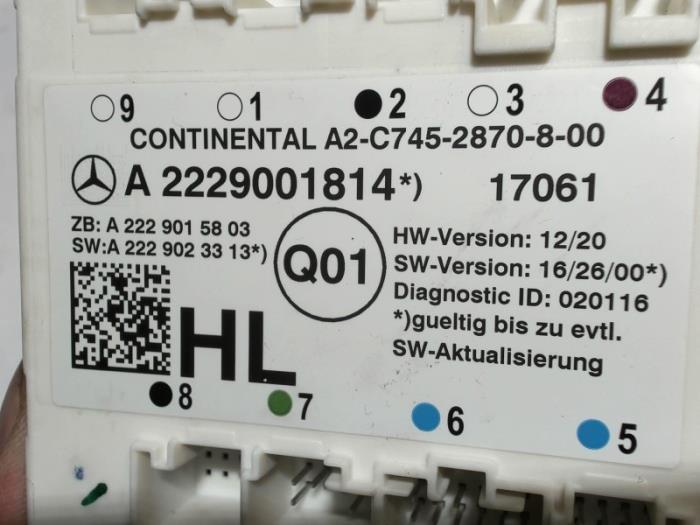 9 1 2 3 4
CONTINENTAL A2-C745-2870-8-00
A 2229001814*) 17061
ZB: A 222 901 58 03
SW:A 222 902 33 13*)
Q01
HW-Version: 12/20
SW-Version: 16/26/00*)
Diagnostic ID: 020116
*)gueltig bis zu evtl.
SW-Aktualisierung
HL
8 7 6 5